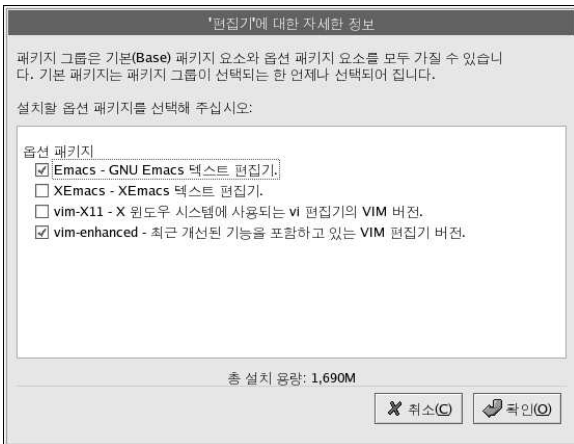 '편집기'에 대한 자세한 정보
패키지 그룹은 기본(Base) 패키지 요소와 옵션 패키지 요소를 모두 가질 수 있습니
다. 기본 패키지는 패키지 그룹이 선택되는 한 언제나 선택되어 집니다.
설치할 옵션 패키지를 선택해 주십시오:
옵션 패키지
Emacs - GNU Emacs 텍스트 편집기.
XEmacs - XEmacs 텍스트 편집기.
vim-X11 - X 윈도우 시스템에 사용되는 vi 편집기의 VIM 버전.
vim-enhanced - 최근 개선된 기능을 포함하고 있는 VIM 편집기 버전.
총 설치 용량: 1,690M
취소(C) 확인(O)